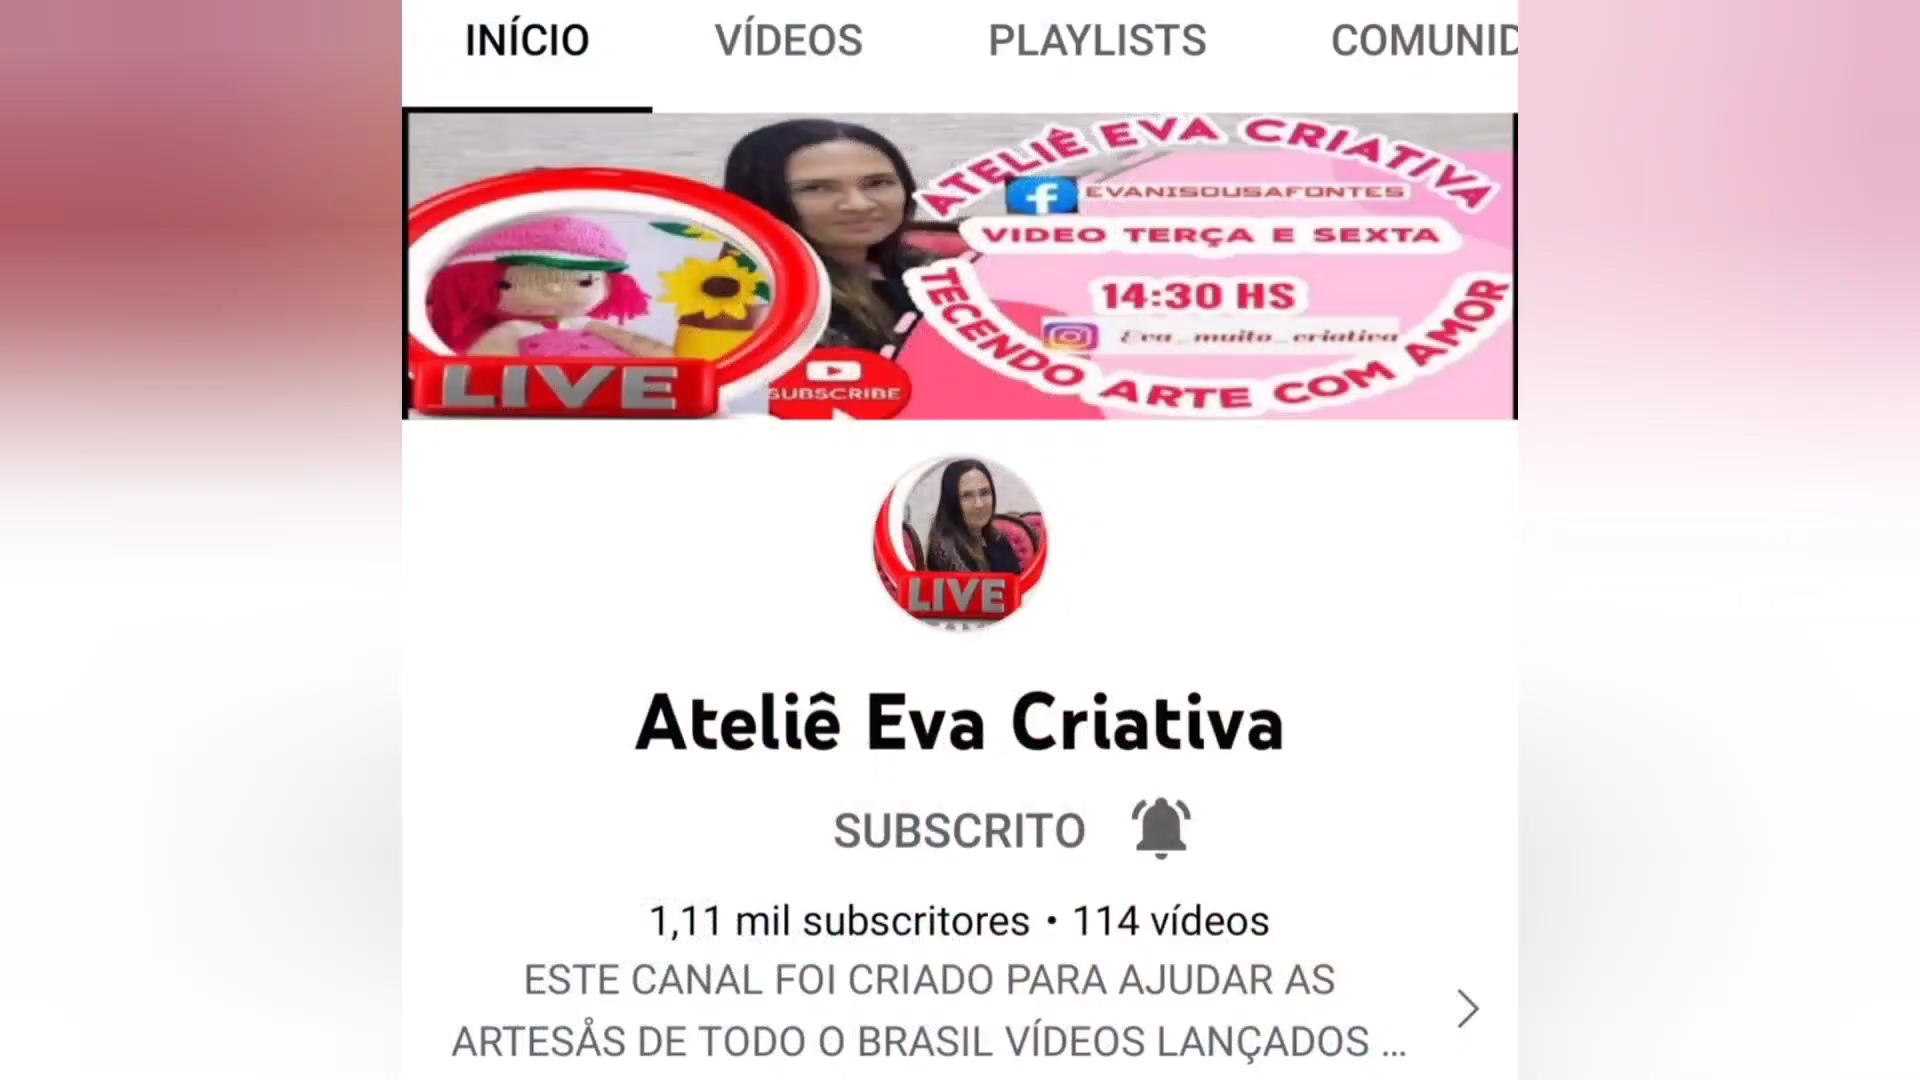 INÍCIO
VÍDEOS
PLAYLISTS
COMUNID
ATELIÊ EVA CRIATIVA
EVANISOUSAFONTES
VIDEO TERÇA E SEXTA
14:30 HS
Eva_muito_criativa
TECENDO ARTE COM AMOR
LIVE
SUBSCRIBE
LIVE
Ateliê Eva Criativa
SUBSCRITO
1,11 mil subscritores • 114 vídeos
ESTE CANAL FOI CRIADO PARA AJUDAR AS
ARTESÅS DE TODO O BRASIL VÍDEOS LANÇADOS ...